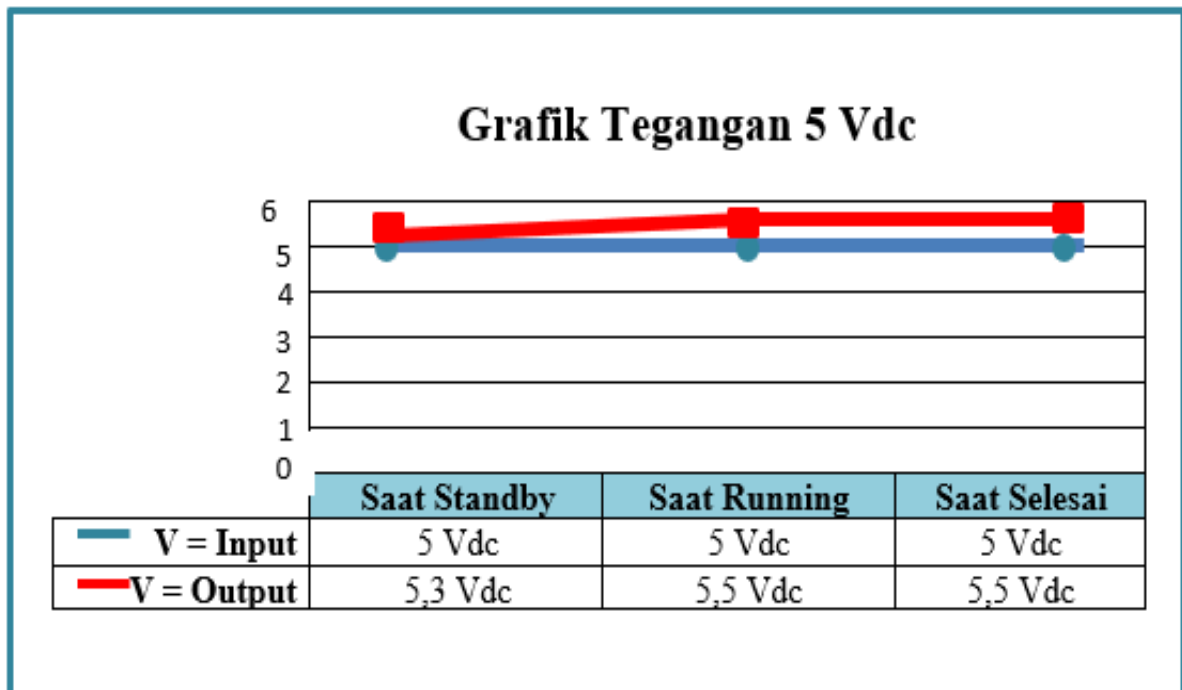 Grafik Tegangan 5 Vdc
6
5
4
3
2
1
0
Saat Standby Saat Running Saat Selesai
V = Input 5 Vdc 5 Vdc 5 Vdc
V = Output 5,3 Vdc 5,5 Vdc 5,5 Vdc